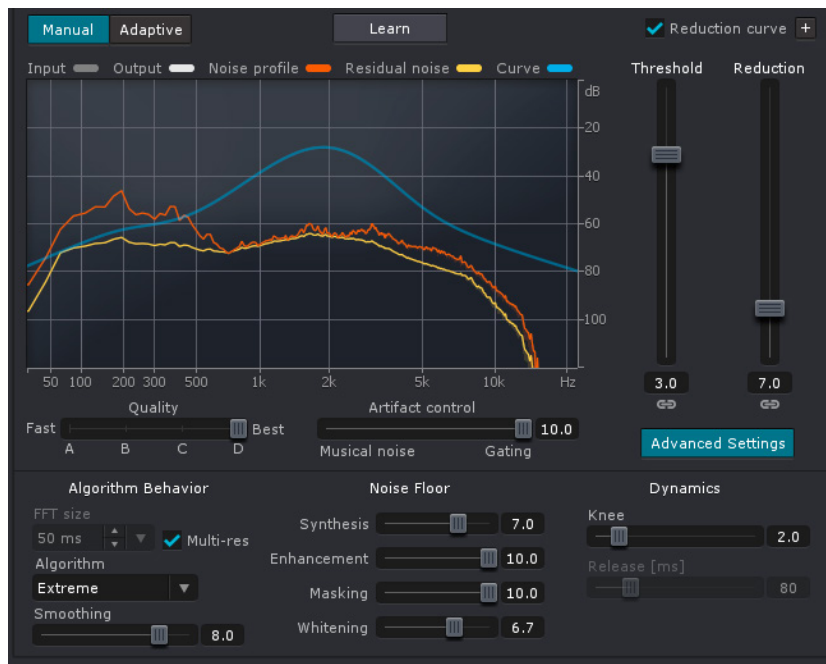 Manual Adaptive Learn Reduction curve +
Input Output Noise profile Residual noise Curve Threshold Reduction
dB
-20
-40
-60
-80
-100
50 100 200 300 500 1k 2k 5k 10k Hz
3.0 7.0
Quality Artifact control
Fast Best 10.0
A B C D Musical noise Gating
Advanced Settings
Algorithm Behavior Noise Floor Dynamics
FFT size Knee
50 ms Multi-res Synthesis 7.0 2.0
Algorithm Enhancement 10.0 Release [ms]
Extreme Masking 10.0 80
Smoothing
8.0 Whitening 6.7